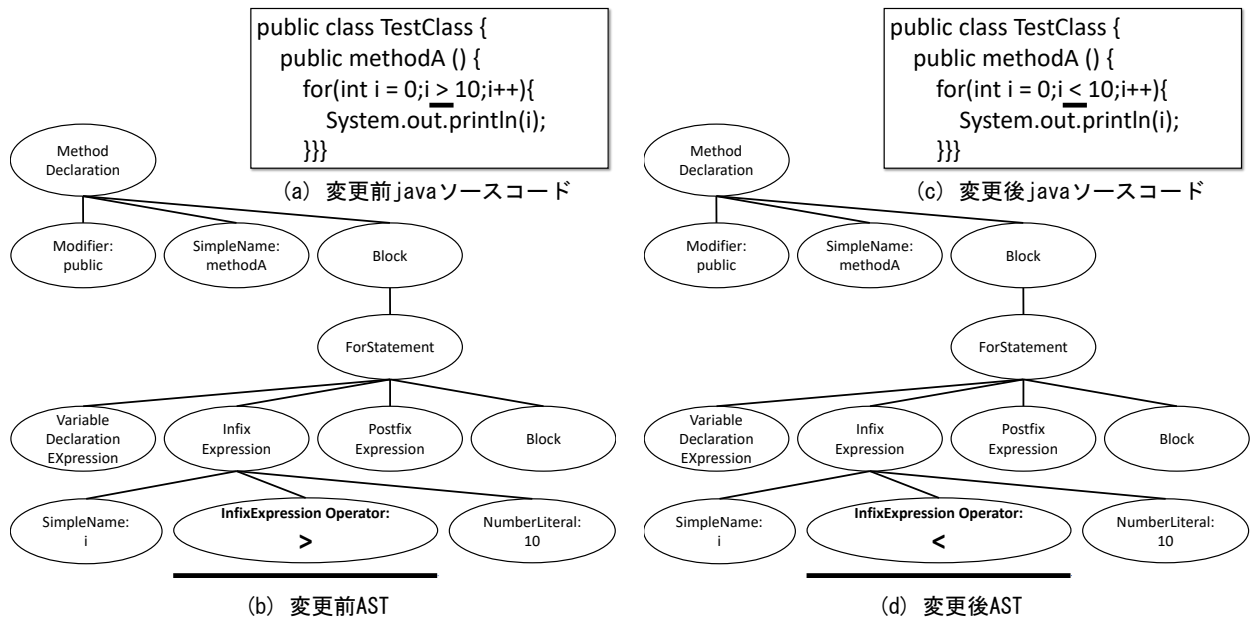 public class TestClass {
public methodA () {
for(int i = 0;i > 10;i++){
System.out.println(i);
}}}
(a) 変更前javaソースコード
Method
Declaration
Modifier:
public
SimpleName:
methodA
Block
ForStatement
Variable
Declaration
EXpression
Infix
Expression
Postfix
Expression
Block
SimpleName:
i
InfixExpression Operator:
>
NumberLiteral:
10
(b) 変更前AST
public class TestClass {
public methodA () {
for(int i = 0;i < 10;i++){
System.out.println(i);
}}}
(c) 変更後javaソースコード
Method
Declaration
Modifier:
public
SimpleName:
methodA
Block
ForStatement
Variable
Declaration
EXpression
Infix
Expression
Postfix
Expression
Block
SimpleName:
i
InfixExpression Operator:
<
NumberLiteral:
10
(d) 変更後AST